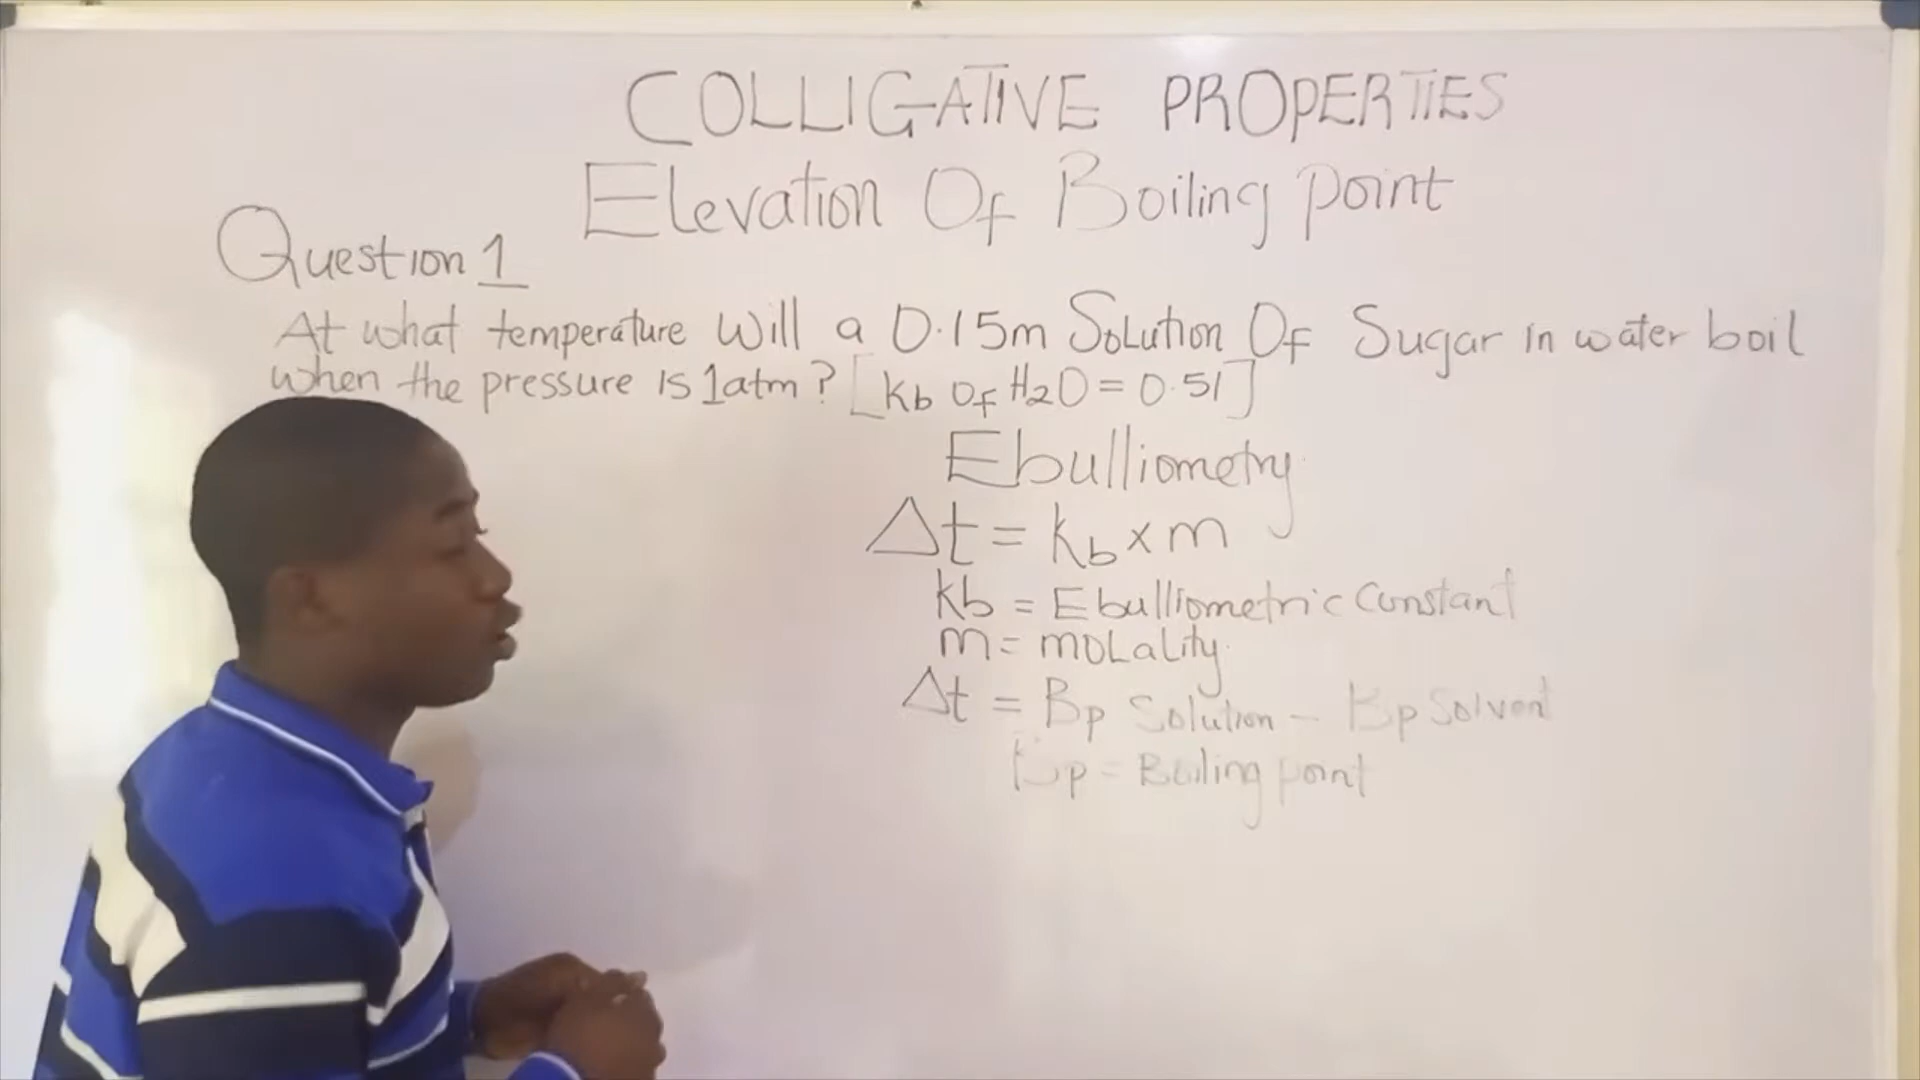 COLLIGATIVE PROPERTIES
Elevation Of Boiling point
Question 1
At what temperature will a 0.15m Solution Of Sugar in water boil
when the pressure is 1atm? [Kb Of H2O = 0.51]
Ebulliometry
Δt = Kb × m
Kb = Ebulliometric Constant
m = moLaLity
Δt = Bp Solution - Bp Solvent
Bp = Boiling point